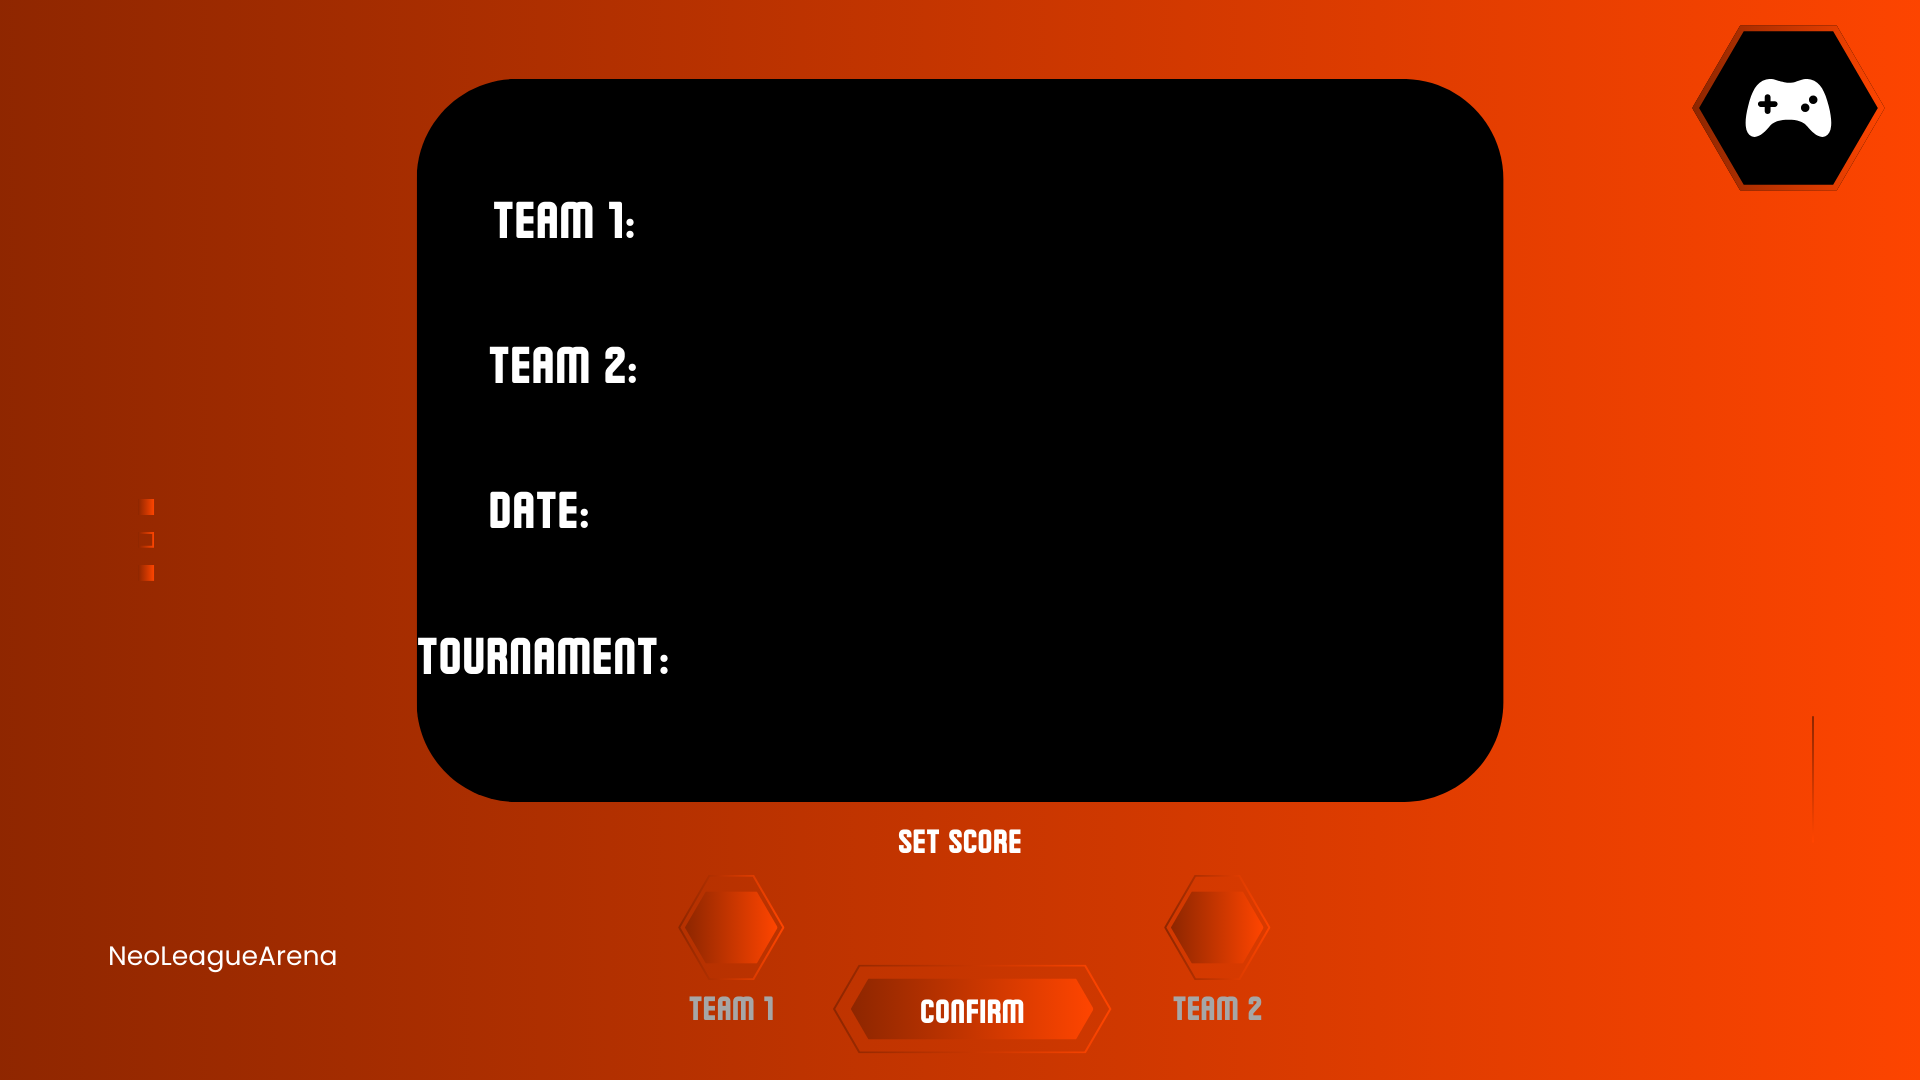 TEAM 1:
TEAM 2:
DATE:
TOURNAMENT:
SET SCORE
NeoLeagueArena
TEAM 1
CONFIRM
TEAM 2